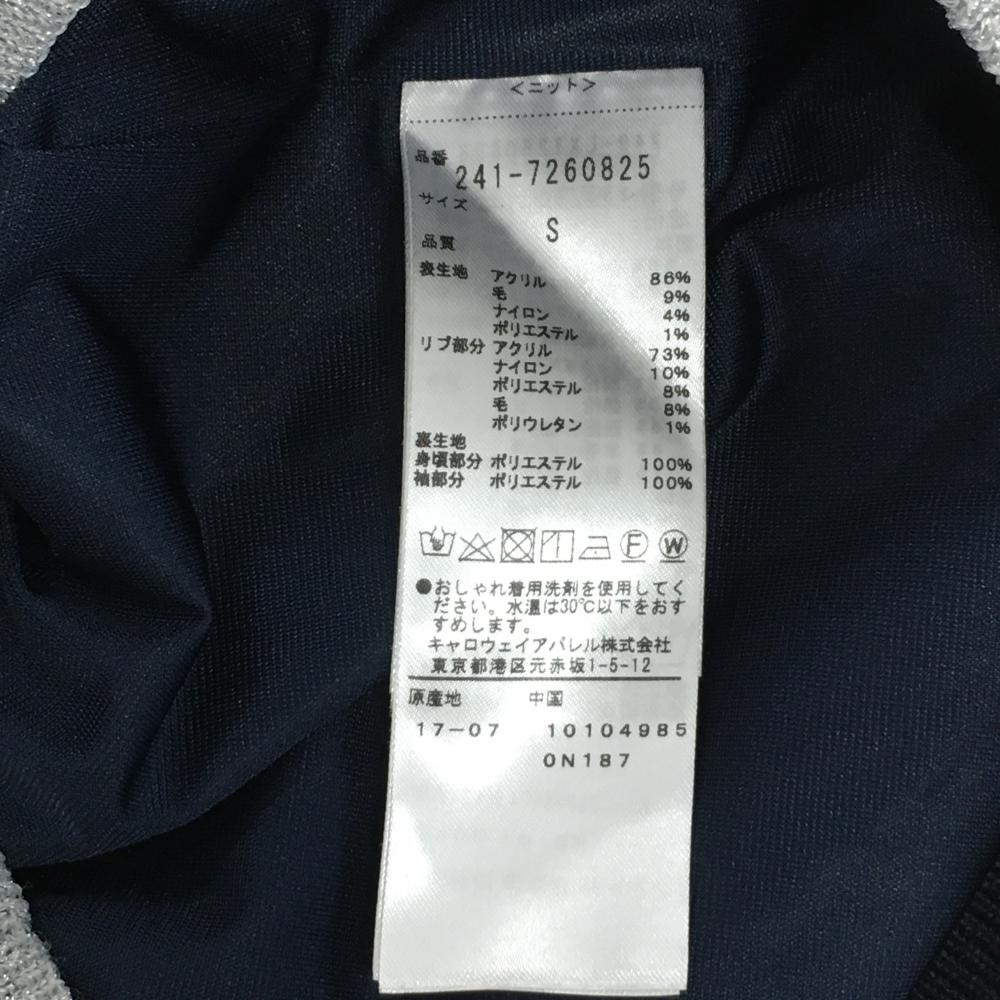 <ニット>
品番
241-7260825
サイズ
S
品質
表生地 アクリル 86%
毛 9%
ナイロン 4%
ポリエステル 1%
リブ部分 アクリル 73%
ナイロン 10%
ポリエステル 8%
毛 8%
ポリウレタン 1%
裏生地
身頃部分 ポリエステル 100%
袖部分 ポリエステル 100%
F W
●おしゃれ着用洗剤を使用してく
ださい。水温は30℃以下をおす
すめします。
キャロウェイアパレル株式会社
東京都港区元赤坂1-5-12
原産地 中国
17-07 10104985
0N187